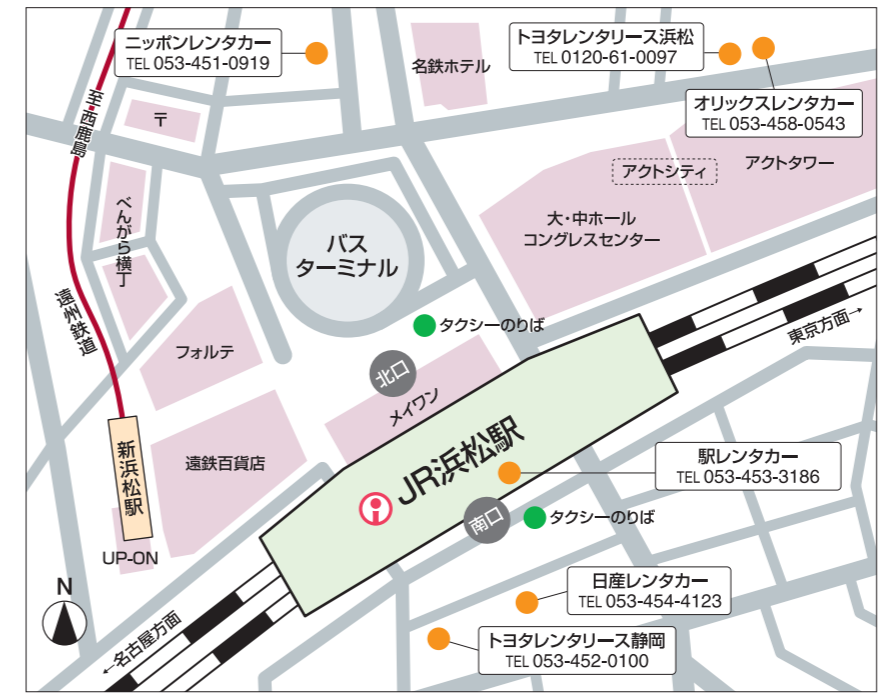 ニッポンレンタカー
TEL 053-451-0919
名鉄ホテル
トヨタレンタリース浜松
TEL 0120-61-0097
オリックスレンタカー
TEL 053-458-0543
至西鹿島
〒
アクトシティ
アクトタワー
べんがら横丁
大・中ホール
コングレスセンター
バス
ターミナル
遠州鉄道
タクシーのりば
東京方面→
フォルテ
北口
メイワン
新浜松駅
遠鉄百貨店
JR浜松駅
駅レンタカー
TEL 053-453-3186
南口
タクシーのりば
UP-ON
N
日産レンタカー
TEL 053-454-4123
←名古屋方面
トヨタレンタリース静岡
TEL 053-452-0100